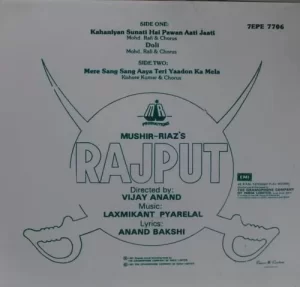 SIDE ONE:
7EPE 7786
Kahaniyan Sunati Hai Pawan Aati Jaati
Mohd. Rafi & Chorus
Doli
Mohd. Rafi & Chorus
SIDE TWO:
Mere Sang Sang Aaya Teri Yaadon Ka Mela
Kishore Kumar & Chorus
MUSHIR-RIAZ'S
RAJPUT
Directed by:
VIJAY ANAND
Music:
LAXMIKANT PYARELAL
Lyrics:
ANAND BAKSHI
EMI